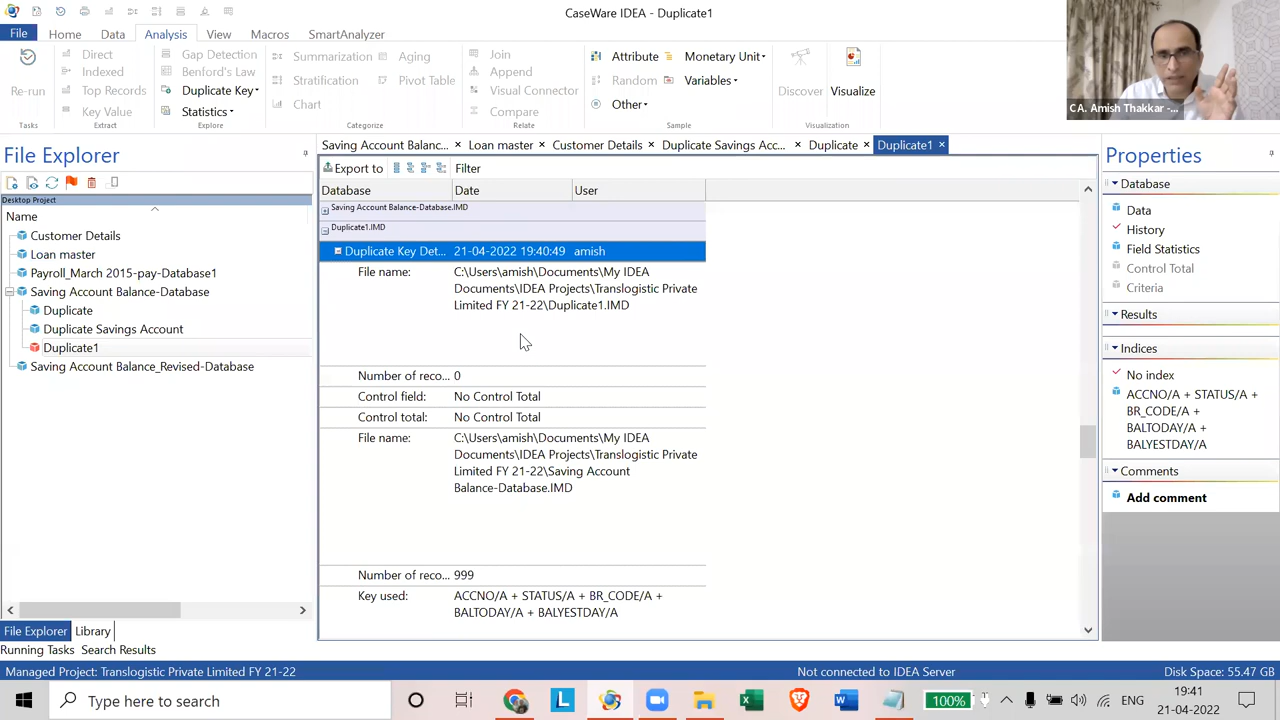 CaseWare IDEA - Duplicate1
File Home Data Analysis View Macros SmartAnalyzer
Re-run
Tasks
Direct
Indexed
Top Records
Key Value
Extract
Gap Detection
Benford's Law
Duplicate Key
Statistics
Explore
Summarization
Stratification
Chart
Aging
Pivot Table
Categorize
Join
Append
Visual Connector
Compare
Relate
Attribute
Random
Other
Monetary Unit
Variables
Sample
Discover
Visualize
Visualization
CA. Amish Thakkar -...
File Explorer
Desktop Project
Name
Customer Details
Loan master
Payroll_March 2015-pay-Database1
Saving Account Balance-Database
Duplicate
Duplicate Savings Account
Duplicate1
Saving Account Balance_Revised-Database
File Explorer Library
Running Tasks Search Results
Saving Account Balanc... × Loan master × Customer Details × Duplicate Savings Acc... × Duplicate × Duplicate1 ×
Export to Filter
Database Date User
Saving Account Balance-Database.IMD
Duplicate1.IMD
Duplicate Key Det... 21-04-2022 19:40:49 amish
File name: C:\Users\amish\Documents\My IDEA
Documents\IDEA Projects\Translogistic Private
Limited FY 21-22\Duplicate1.IMD
Number of reco... 0
Control field: No Control Total
Control total: No Control Total
File name: C:\Users\amish\Documents\My IDEA
Documents\IDEA Projects\Translogistic Private
Limited FY 21-22\Saving Account
Balance-Database.IMD
Number of reco... 999
Key used: ACCNO/A + STATUS/A + BR_CODE/A +
BALTODAY/A + BALYESTDAY/A
Properties
Database
Data
History
Field Statistics
Control Total
Criteria
Results
Indices
No index
ACCNO/A + STATUS/A +
BR_CODE/A +
BALTODAY/A +
BALYESTDAY/A
Comments
Add comment
Managed Project: Translogistic Private Limited FY 21-22 Not connected to IDEA Server Disk Space: 55.47 GB
Type here to search
100%
ENG
19:41
21-04-2022